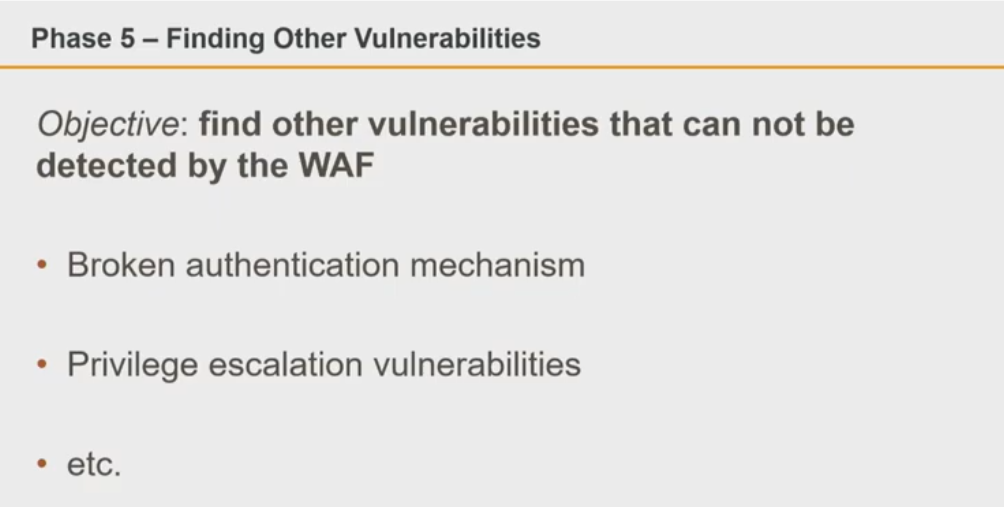 Phase 5 – Finding Other Vulnerabilities
Objective: find other vulnerabilities that can not be
detected by the WAF
• Broken authentication mechanism
• Privilege escalation vulnerabilities
• etc.